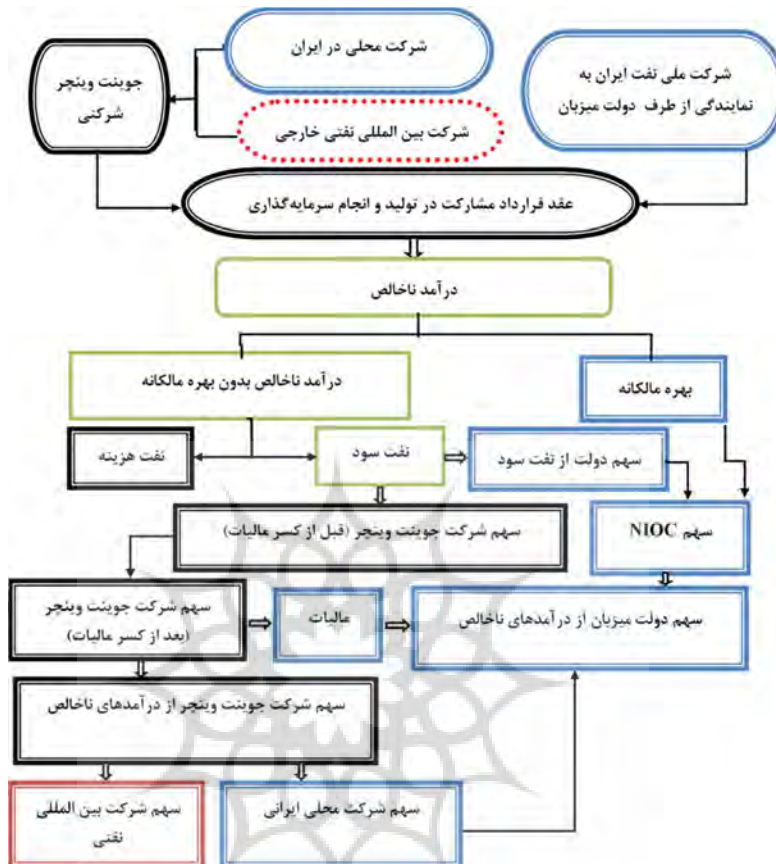 شرکت محلی در ایران
جوینت وینچر
شرکتی
شرکت ملی نفت ایران به
نمایندگی از طرف دولت میزبان
شرکت بین المللی نفتی خارجی
عقد قرارداد مشارکت در تولید و انجام سرمایه‌گذاری
درآمد ناخالص
درآمد ناخالص بدون بهره مالکانه
بهره مالکانه
نفت هزینه
نفت سود
سهم دولت از نفت سود
سهم شرکت جوینت وینچر (قبل از کسر مالیات)
سهم NIOC
سهم شرکت جوینت وینچر
(بعد از کسر مالیات)
مالیات
سهم دولت میزبان از درآمدهای ناخالص
سهم شرکت جوینت وینچر از درآمدهای ناخالص
سهم شرکت محلی ایرانی
سهم شرکت بین المللی
نفتی